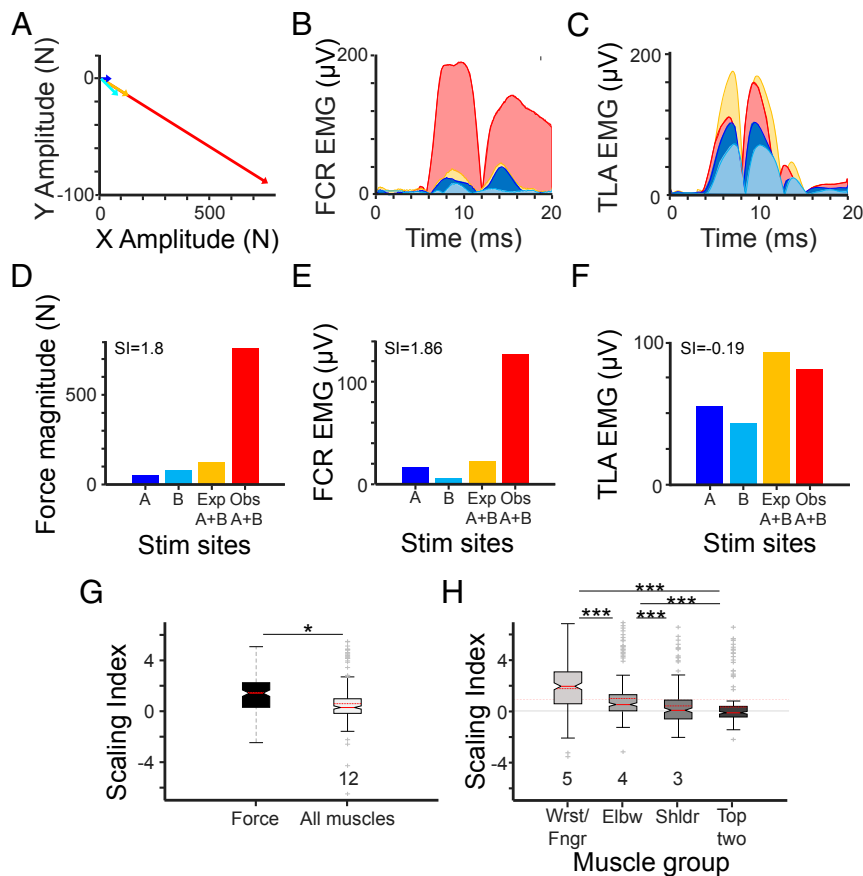 A
Y Amplitude (N)
0
-100
0
500
X Amplitude (N)
B
FCR EMG (µV)
200
0
0
10
20
Time (ms)
C
TLA EMG (µV)
200
0
0
10
20
Time (ms)
D
Force magnitude (N)
SI=1.8
500
0
A
B
Exp
A+B
Obs
A+B
Stim sites
E
FCR EMG (µV)
SI=1.86
100
0
A
B
Exp
A+B
Obs
A+B
Stim sites
F
TLA EMG (µV)
100
SI=-0.19
0
A
B
Exp
A+B
Obs
A+B
Stim sites
G
Scaling Index
*
4
0
-4
12
Force
All muscles
H
Scaling Index
***
***
***
***
4
0
-4
5
4
3
Wrst/
Fngr
Elbw
Shldr
Top
two
Muscle group